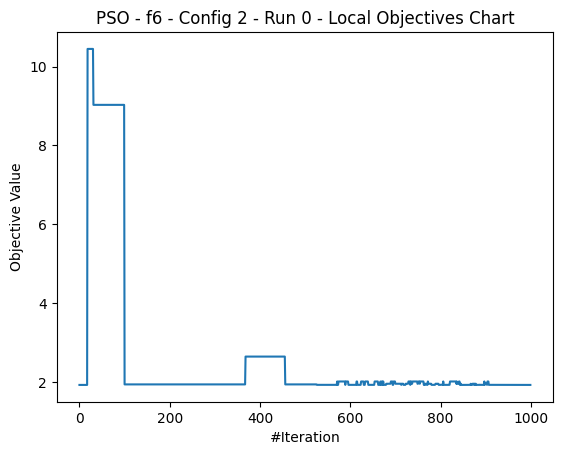 PSO - f6 - Config 2 - Run 0 - Local Objectives Chart
Objective Value
10
8
6
4
2
0 200 400 600 800 1000
#Iteration